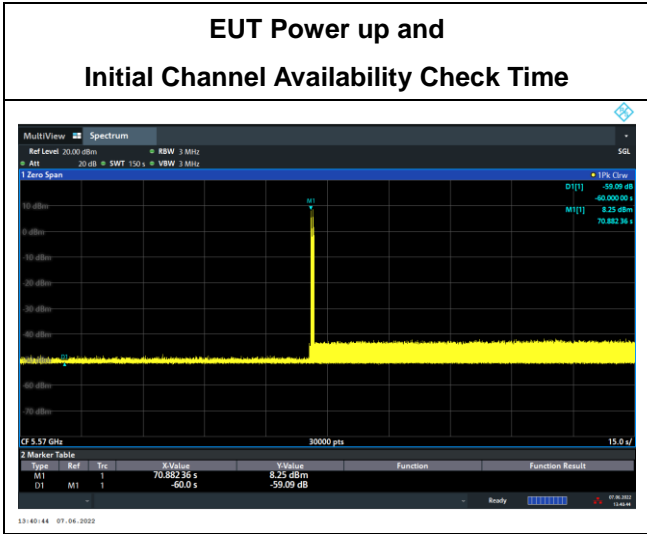 EUT Power up and
Initial Channel Availability Check Time
MultiView Spectrum
Ref Level 20.00 dBm RBW 3 MHz SGL
Att 20 dB SWT 150 s VBW 3 MHz
1 Zero Span 1Pk Clrw
D1[1] -59.09 dB
-60.000 00 s
M1[1] 8.25 dBm
70.882 36 s
M1
10 dBm
0 dBm
-10 dBm
-20 dBm
-30 dBm
-40 dBm
D1
-60 dBm
-70 dBm
CF 5.57 GHz 30000 pts 15.0 s/
2 Marker Table
Type Ref Trc X-Value Y-Value Function Function Result
M1 1 70.882 36 s 8.25 dBm
D1 M1 1 -60.0 s -59.09 dB
Ready 07.06.2022
13:40:44
13:40:44 07.06.2022